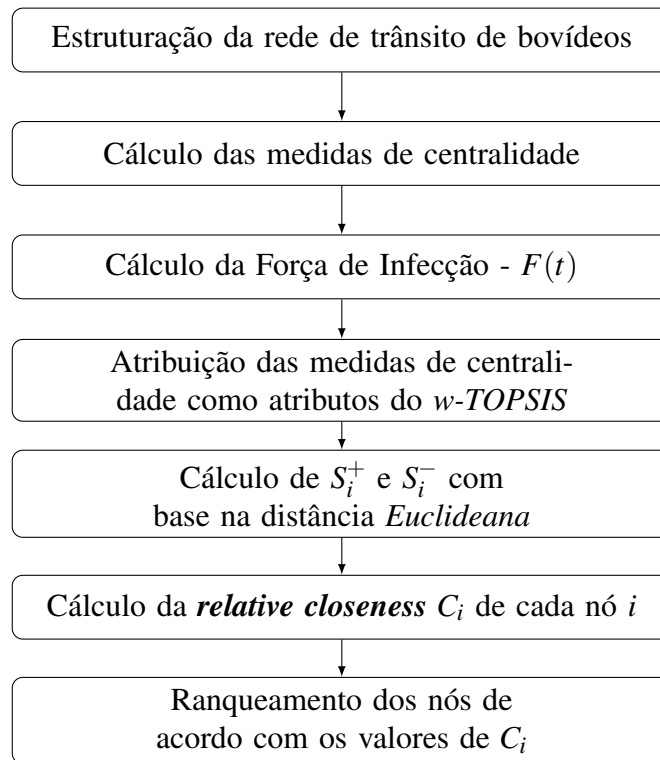 Estruturação da rede de trânsito de bovídeos
Cálculo das medidas de centralidade
Cálculo da Força de Infecção - F(t)
Atribuição das medidas de centrali-
dade como atributos do w-TOPSIS
Cálculo de S_i^+ e S_i^- com
base na distância Euclideana
Cálculo da relative closeness C_i de cada nó i
Ranqueamento dos nós de
acordo com os valores de C_i